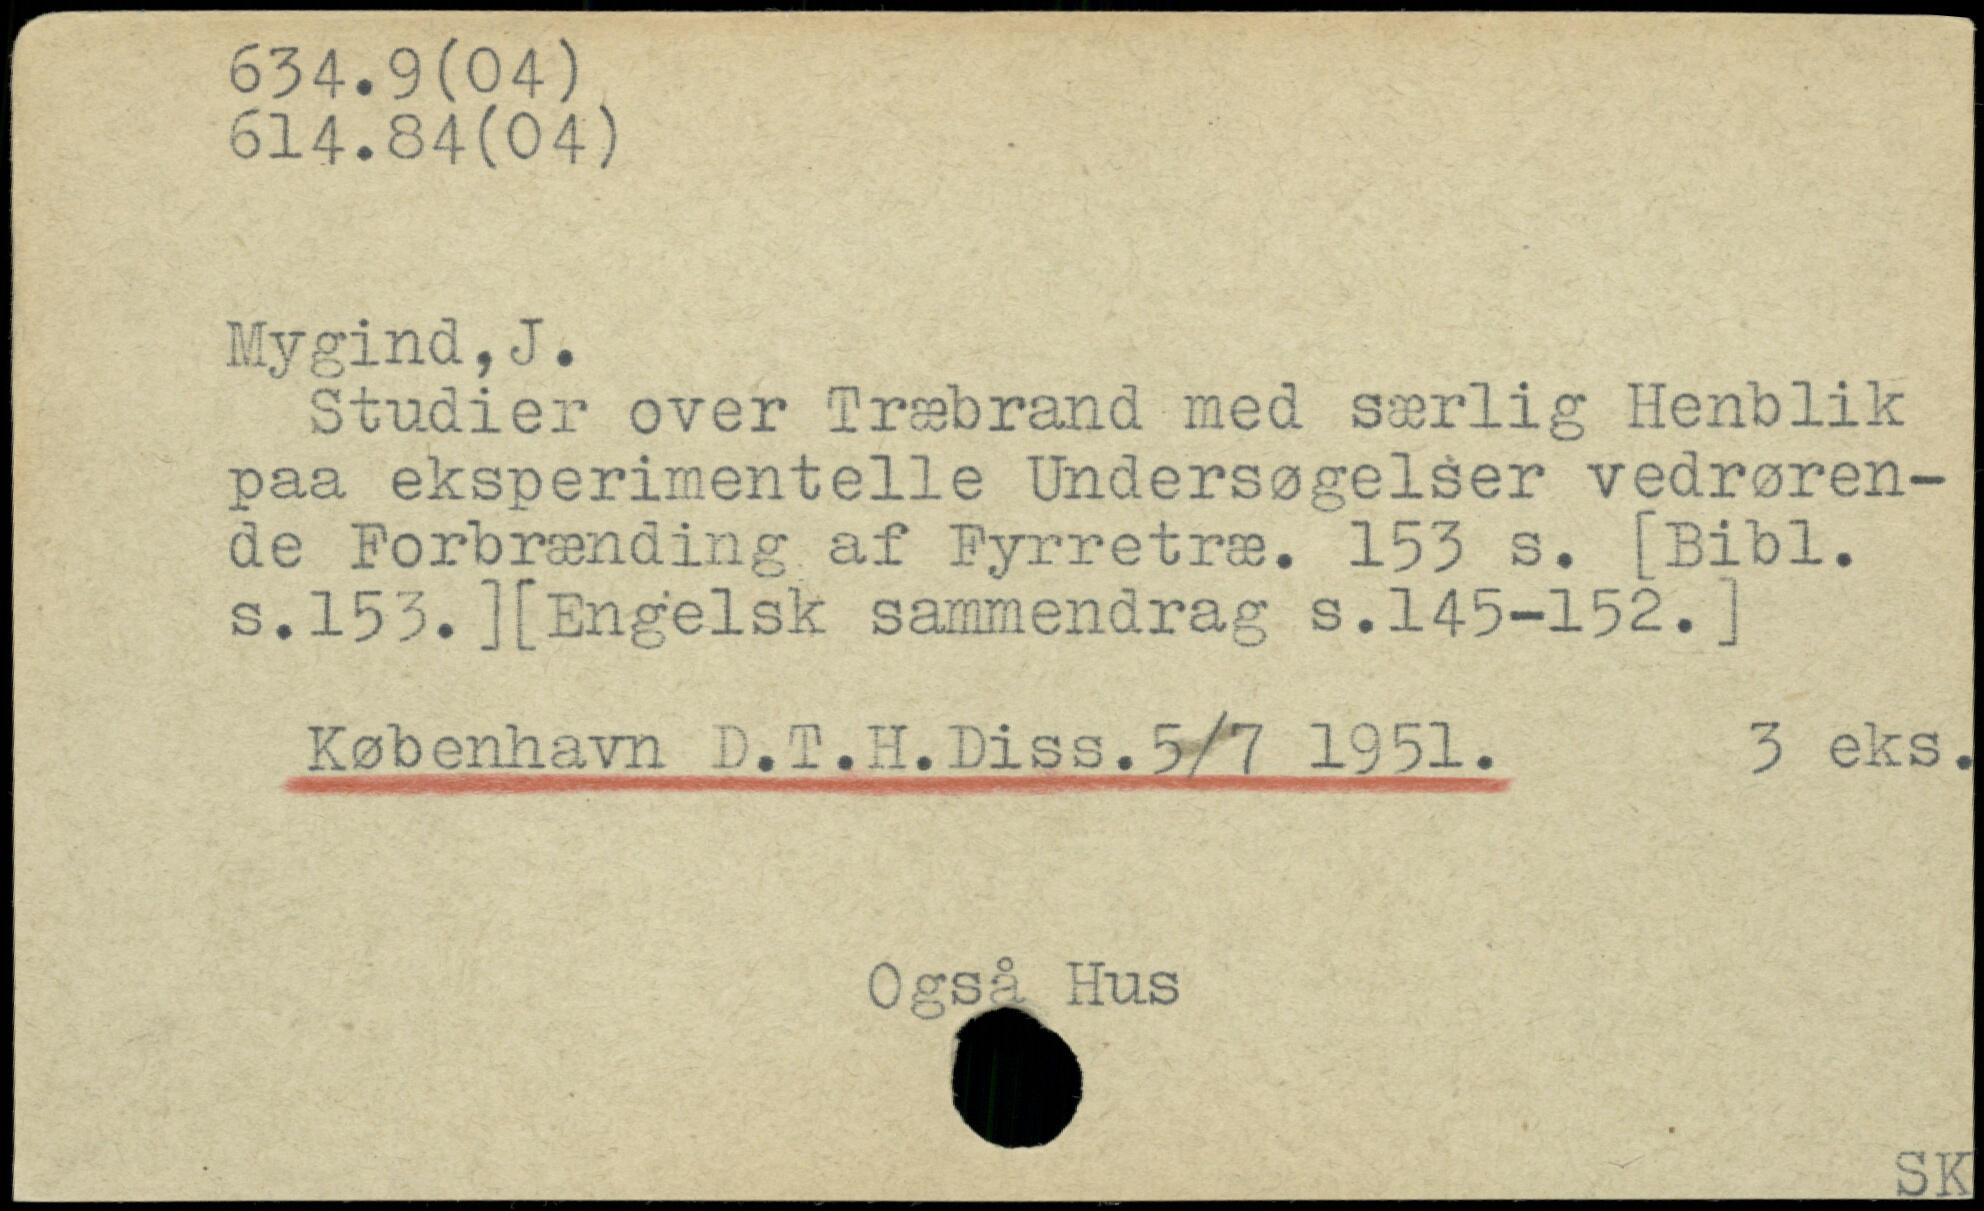 634.9(04)
614.84(04)
Mygind,J.
Studier over Træbrand med særlig Henblik
paa eksperimentelle Undersøgelser vedrøren-
de Forbrænding af Fyrretræ. 153 s. [Bibl.
s.153.][Engelsk sammendrag s.145-152.]
København D.T.H.Diss.5/7 1951. 3 eks.
Også Hus
SK